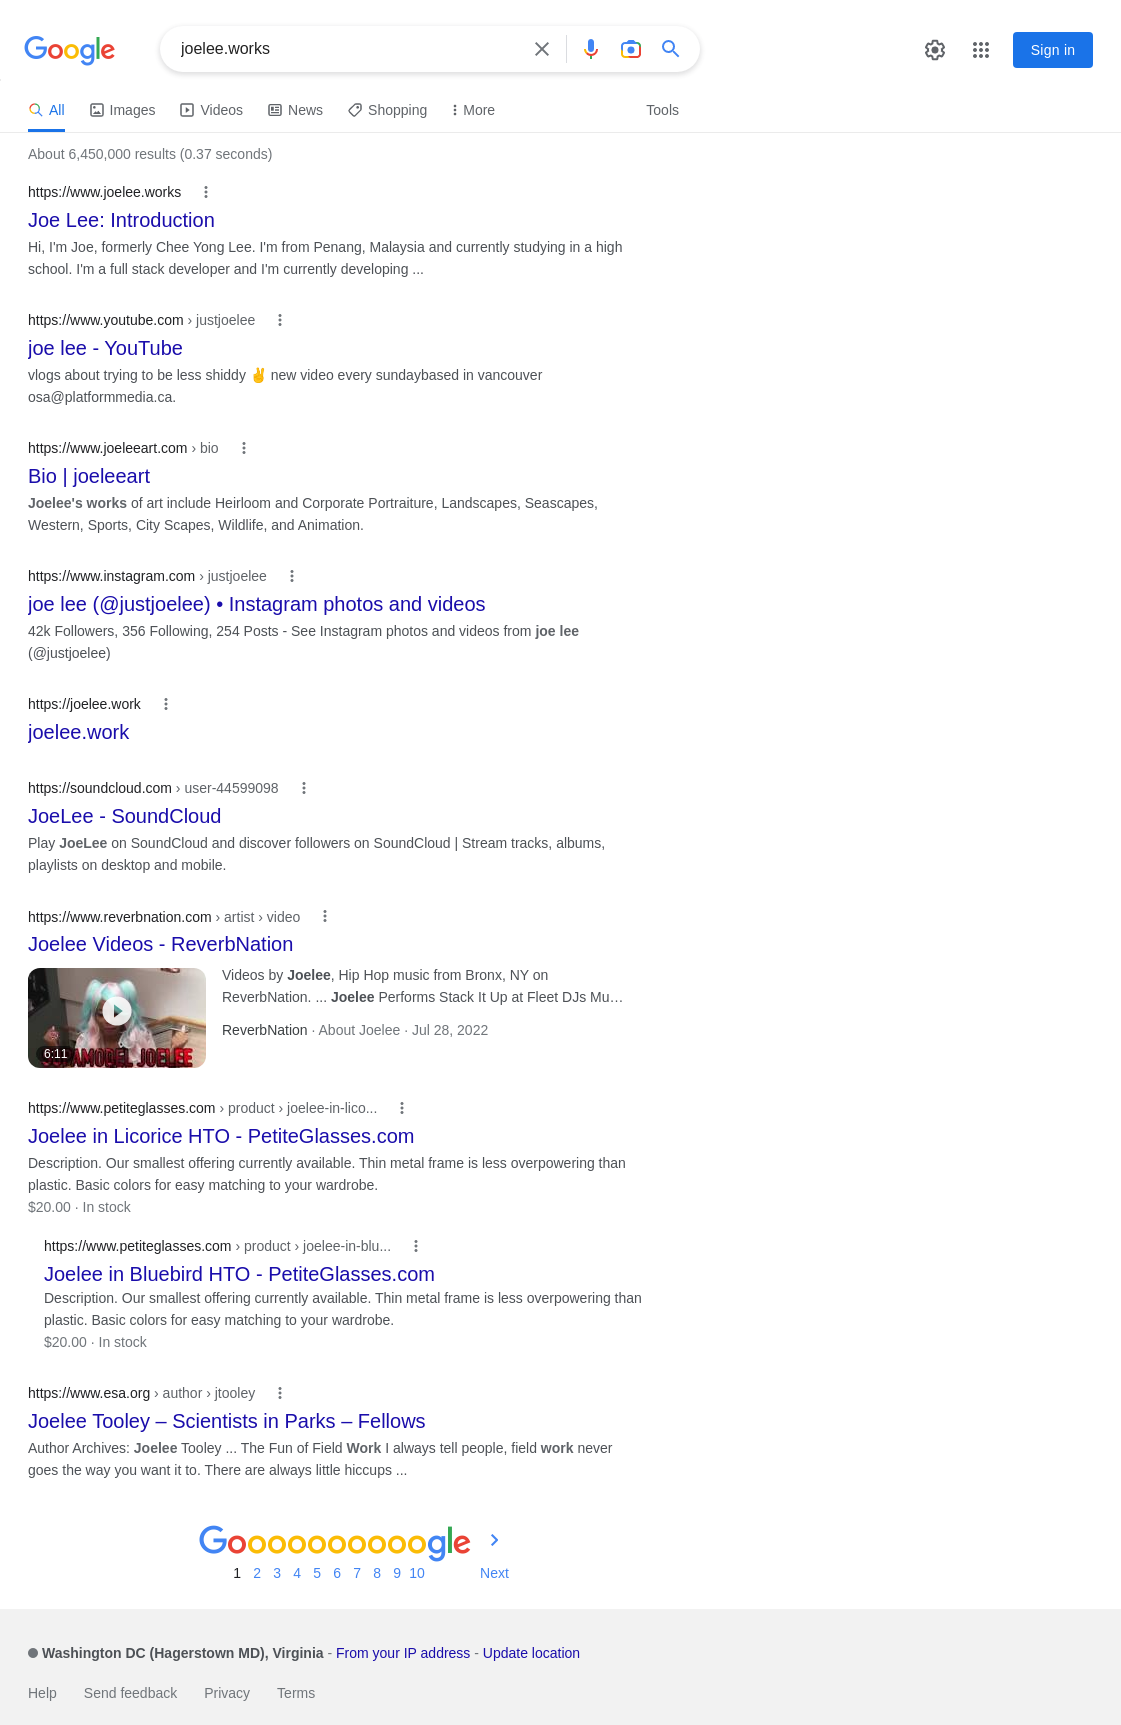 Google
joelee.works
Sign in
All Images Videos News Shopping More Tools
About 6,450,000 results (0.37 seconds)
https://www.joelee.works
Joe Lee: Introduction
Hi, I'm Joe, formerly Chee Yong Lee. I'm from Penang, Malaysia and currently studying in a high
school. I'm a full stack developer and I'm currently developing ...
https://www.youtube.com › justjoelee
joe lee - YouTube
vlogs about trying to be less shiddy ✌️ new video every sundaybased in vancouver
osa@platformmedia.ca.
https://www.joeleeart.com › bio
Bio | joeleeart
Joelee's works of art include Heirloom and Corporate Portraiture, Landscapes, Seascapes,
Western, Sports, City Scapes, Wildlife, and Animation.
https://www.instagram.com › justjoelee
joe lee (@justjoelee) • Instagram photos and videos
42k Followers, 356 Following, 254 Posts - See Instagram photos and videos from joe lee
(@justjoelee)
https://joelee.work
joelee.work
https://soundcloud.com › user-44599098
JoeLee - SoundCloud
Play JoeLee on SoundCloud and discover followers on SoundCloud | Stream tracks, albums,
playlists on desktop and mobile.
https://www.reverbnation.com › artist › video
Joelee Videos - ReverbNation
Videos by Joelee, Hip Hop music from Bronx, NY on
ReverbNation. ... Joelee Performs Stack It Up at Fleet DJs Mu…
ReverbNation · About Joelee · Jul 28, 2022
6:11
JOELEE
https://www.petiteglasses.com › product › joelee-in-lico...
Joelee in Licorice HTO - PetiteGlasses.com
Description. Our smallest offering currently available. Thin metal frame is less overpowering than
plastic. Basic colors for easy matching to your wardrobe.
$20.00 · In stock
https://www.petiteglasses.com › product › joelee-in-blu...
Joelee in Bluebird HTO - PetiteGlasses.com
Description. Our smallest offering currently available. Thin metal frame is less overpowering than
plastic. Basic colors for easy matching to your wardrobe.
$20.00 · In stock
https://www.esa.org › author › jtooley
Joelee Tooley – Scientists in Parks – Fellows
Author Archives: Joelee Tooley ... The Fun of Field Work I always tell people, field work never
goes the way you want it to. There are always little hiccups ...
Goooooooooogle
1 2 3 4 5 6 7 8 9 10 Next
Washington DC (Hagerstown MD), Virginia - From your IP address - Update location
Help Send feedback Privacy Terms